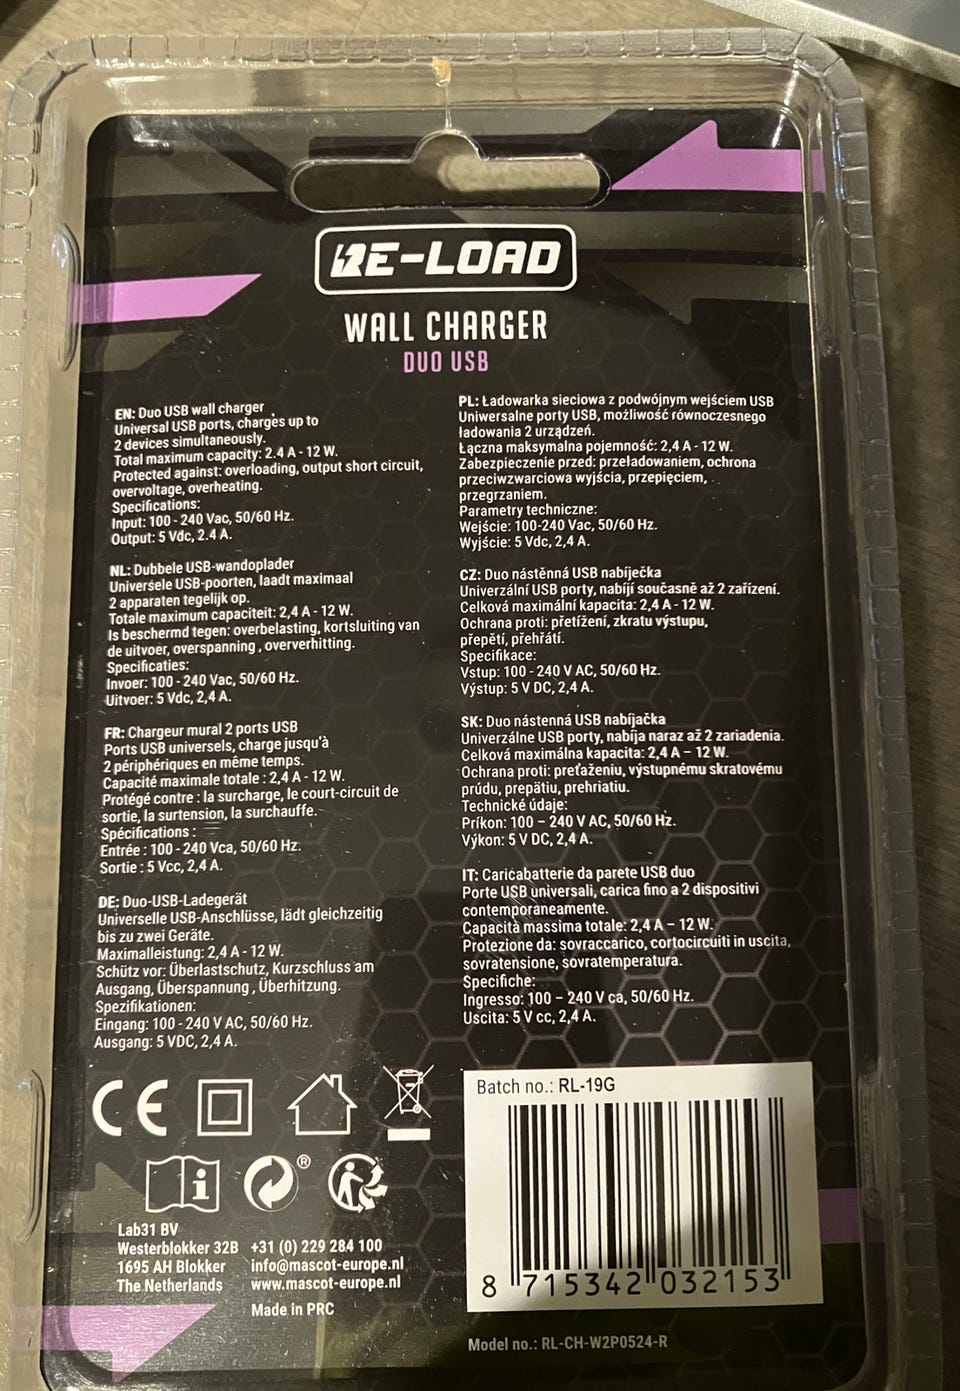 RE-LOAD
WALL CHARGER
DUO USB
EN: Duo USB wall charger
Universal USB ports, charges up to
2 devices simultaneously.
Total maximum capacity: 2.4 A - 12 W.
Protected against: overloading, output short circuit,
overvoltage, overheating.
Specifications:
Input: 100 - 240 Vac, 50/60 Hz.
Output: 5 Vdc, 2.4 A.
NL: Dubbele USB-wandoplader
Universele USB-poorten, laadt maximaal
2 apparaten tegelijk op.
Totale maximum capaciteit: 2,4 A - 12 W.
Is beschermd tegen: overbelasting, kortsluiting van
de uitvoer, overspanning , oververhitting.
Specificaties:
Invoer: 100 - 240 Vac, 50/60 Hz.
Uitvoer: 5 Vdc, 2,4 A.
FR: Chargeur mural 2 ports USB
Ports USB universels, charge jusqu'à
2 périphériques en même temps.
Capacité maximale totale : 2,4 A - 12 W.
Protégé contre : la surcharge, le court-circuit de
sortie, la surtension, la surchauffe.
Spécifications :
Entrée : 100 - 240 Vca, 50/60 Hz.
Sortie : 5 Vcc, 2,4 A.
DE: Duo-USB-Ladegerät
Universelle USB-Anschlüsse, lädt gleichzeitig
bis zu zwei Geräte.
Maximalleistung: 2,4 A - 12 W.
Schütz vor: Überlastschutz, Kurzschluss am
Ausgang, Überspannung , Überhitzung.
Spezifikationen:
Eingang: 100 - 240 V AC, 50/60 Hz.
Ausgang: 5 VDC, 2,4 A.
PL: Ładowarka sieciowa z podwójnym wejściem USB
Uniwersalne porty USB, możliwość równoczesnego
ładowania 2 urządzeń.
Łączna maksymalna pojemność: 2,4 A - 12 W.
Zabezpieczenie przed: przeładowaniem, ochrona
przeciwzwarciowa wyjścia, przepięciem,
przegrzaniem.
Parametry techniczne:
Wejście: 100-240 Vac, 50/60 Hz.
Wyjście: 5 Vdc, 2,4 A.
CZ: Duo nástěnná USB nabíječka
Univerzální USB porty, nabíjí současně až 2 zařízení.
Celková maximální kapacita: 2,4 A - 12 W.
Ochrana proti: přetížení, zkratu výstupu,
přepětí, přehřátí.
Specifikace:
Vstup: 100 - 240 V AC, 50/60 Hz.
Výstup: 5 V DC, 2,4 A.
SK: Duo nástenná USB nabíjačka
Univerzálne USB porty, nabíja naraz až 2 zariadenia.
Celková maximálna kapacita: 2,4 A – 12 W.
Ochrana proti: preťaženiu, výstupnému skratovému
prúdu, prepätiu, prehriatiu.
Technické údaje:
Príkon: 100 – 240 V AC, 50/60 Hz.
Výkon: 5 V DC, 2,4 A.
IT: Caricabatterie da parete USB duo
Porte USB universali, carica fino a 2 dispositivi
contemporaneamente.
Capacità massima totale: 2,4 A – 12 W.
Protezione da: sovraccarico, cortocircuiti in uscita,
sovratensione, sovratemperatura.
Specifiche:
Ingresso: 100 – 240 V ca, 50/60 Hz.
Uscita: 5 V cc, 2,4 A.
CE
i
®
Lab31 BV
Westerblokker 32B
1695 AH Blokker
The Netherlands
+31 (0) 229 284 100
info@mascot-europe.nl
www.mascot-europe.nl
Made in PRC
Batch no.: RL-19G
8 715342 032153
Model no.: RL-CH-W2P0524-R